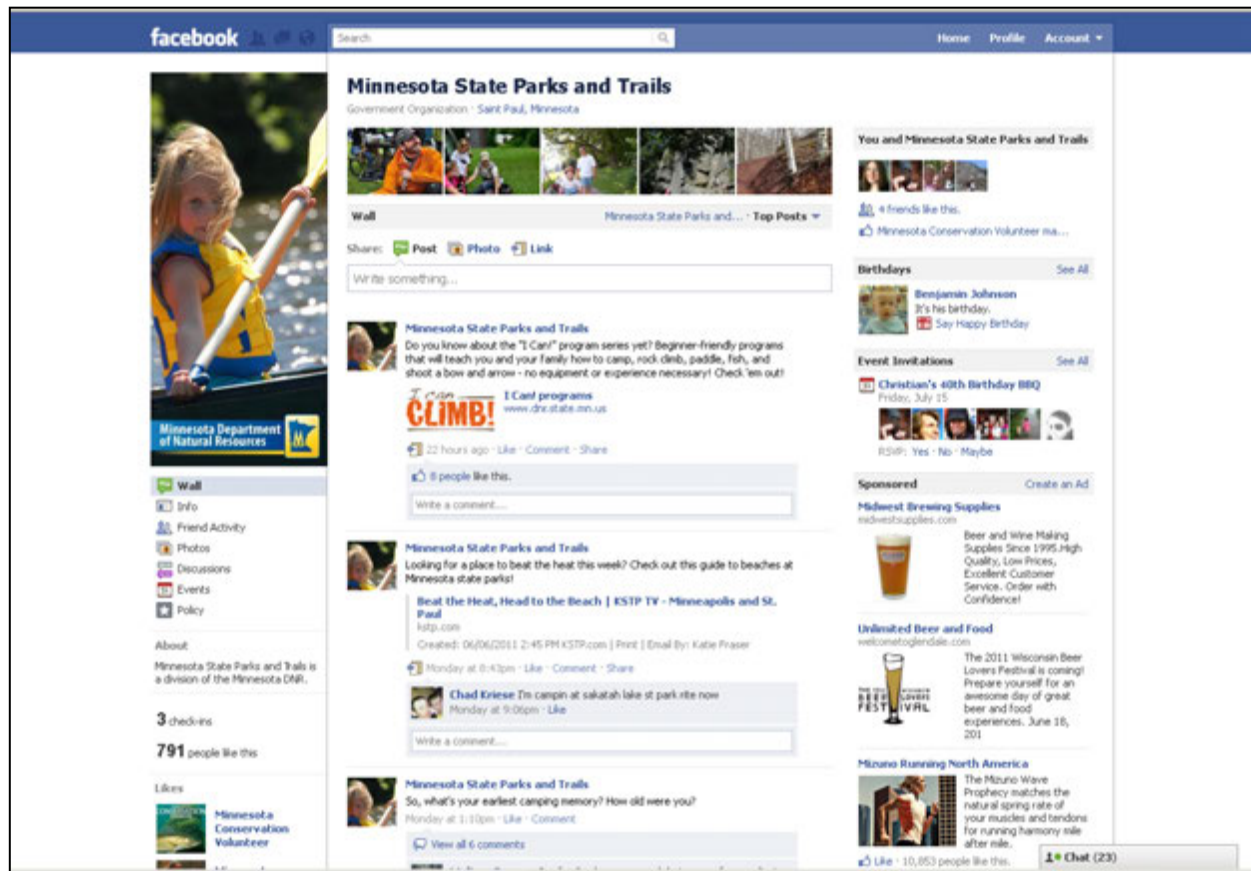 facebook
Search
Home Profile Account
Minnesota Department
of Natural Resources
Wall
Info
Friend Activity
Photos
Discussions
Events
Policy
About
Minnesota State Parks and Trails is
a division of the Minnesota DNR.
3 check-ins
791 people like this
Likes
Minnesota
Conservation
Volunteer
Minnesota State Parks and Trails
Government Organization · Saint Paul, Minnesota
Wall
Minnesota State Parks and... · Top Posts
Share: Post Photo Link
Write something...
Minnesota State Parks and Trails
Do you know about the "I Can!" program series yet? Beginner-friendly programs
that will teach you and your family how to camp, rock climb, paddle, fish, and
shoot a bow and arrow - no equipment or experience necessary! Check 'em out!
I can
CLIMB!
I Can! programs
www.dnr.state.mn.us
22 hours ago · Like · Comment · Share
8 people like this.
Write a comment...
Minnesota State Parks and Trails
Looking for a place to beat the heat this week? Check out this guide to beaches at
Minnesota state parks!
Beat the Heat, Head to the Beach | KSTP TV - Minneapolis and St.
Paul
kstp.com
Created: 06/06/2011 2:45 PM KSTP.com | Print | Email By: Katie Fraser
Monday at 8:43pm · Like · Comment · Share
Chad Kriese I'm campin at sakatah lake st park rite now
Monday at 9:06pm · Like
Write a comment...
Minnesota State Parks and Trails
So, what's your earliest camping memory? How old were you?
Monday at 1:10pm · Like · Comment
View all 6 comments
You and Minnesota State Parks and Trails
4 friends like this.
Minnesota Conservation Volunteer ma...
Birthdays See All
Benjamin Johnson
It's his birthday.
Say Happy Birthday
Event Invitations See All
Christian's 40th Birthday BBQ
Friday, July 15
RSVP: Yes · No · Maybe
Sponsored Create an Ad
Midwest Brewing Supplies
midwestsupplies.com
Beer and Wine Making
Supplies Since 1995.High
Quality, Low Prices,
Excellent Customer
Service. Order with
Confidence!
Unlimited Beer and Food
welcometoglendale.com
BEER LOVERS
FESTIVAL
The 2011 Wisconsin Beer
Lovers Festival is coming!
Prepare yourself for an
awesome day of great
beer and food
experiences. June 18,
201
Mizuno Running North America
The Mizuno Wave
Prophecy matches the
natural spring rate of
your muscles and tendons
for running harmony mile
after mile.
Like · 10,853 people like this.
Chat (23)